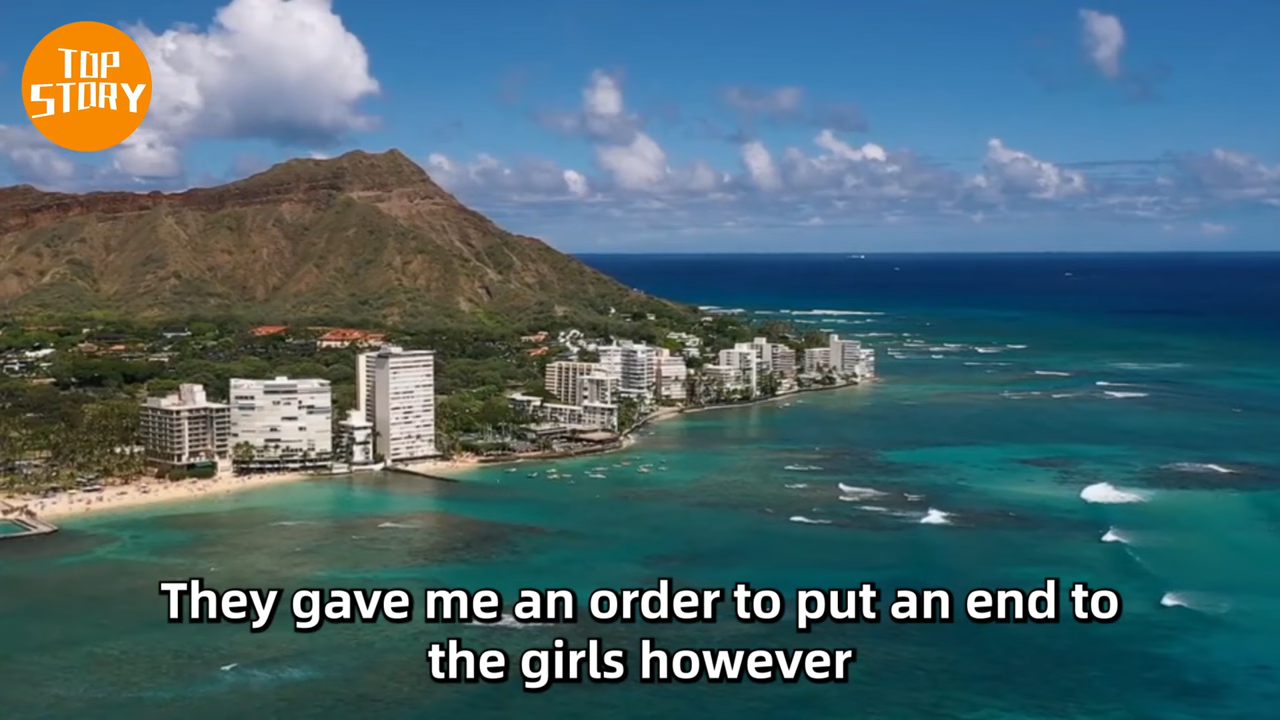 TOP
STORY
They gave me an order to put an end to
the girls however